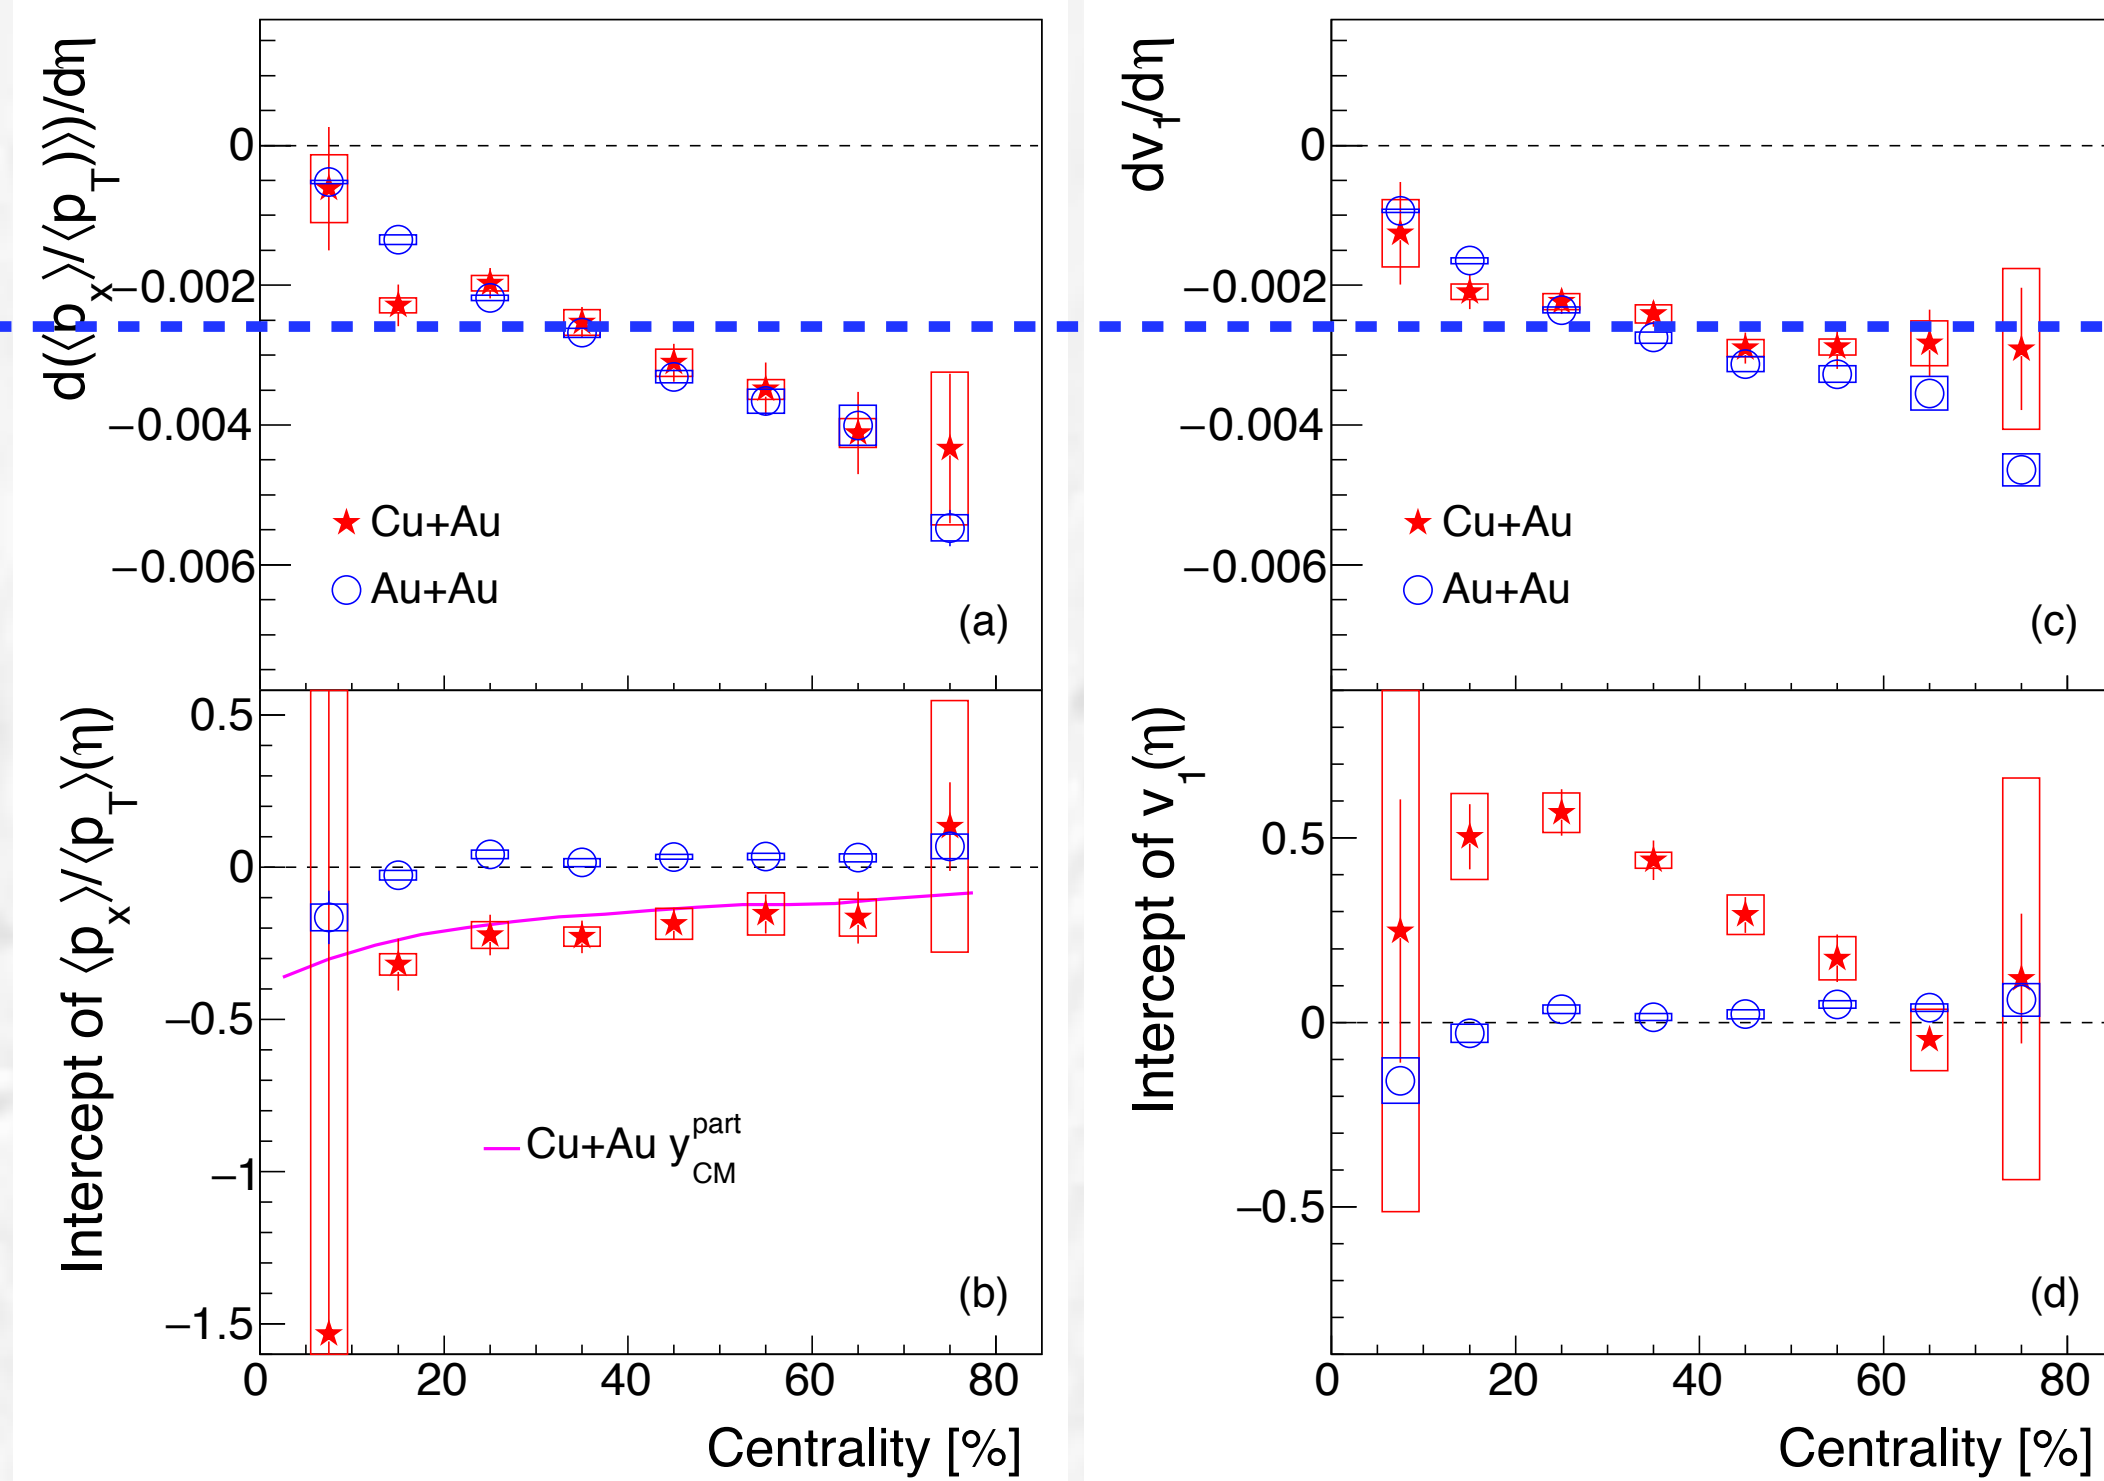 d(⟨p_x⟩/⟨p_T⟩)⟩)/dη
0
−0.002
−0.004
−0.006
★ Cu+Au
○ Au+Au
(a)
Intercept of ⟨p_x⟩/⟨p_T⟩(η)
0.5
0
−0.5
−1
−1.5
Cu+Au y_CM^part
(b)
0 20 40 60 80
Centrality [%]
dv_1/dη
0
−0.002
−0.004
−0.006
★ Cu+Au
○ Au+Au
(c)
Intercept of v_1(η)
0.5
0
−0.5
(d)
0 20 40 60 80
Centrality [%]